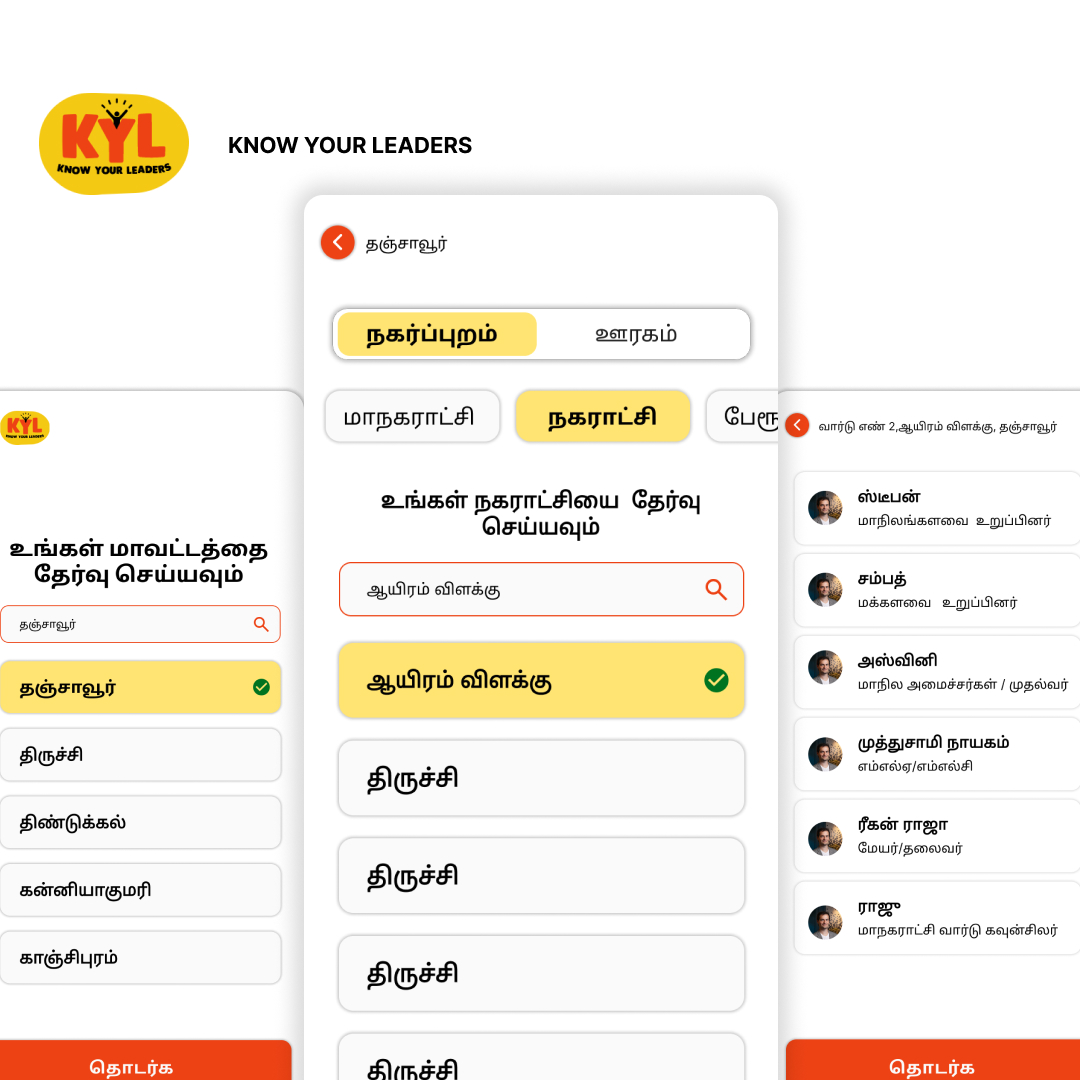 KYL
KNOW YOUR LEADERS
KNOW YOUR LEADERS
KYL
KNOW YOUR LEADERS
உங்கள் மாவட்டத்தை
தேர்வு செய்யவும்
தஞ்சாவூர்
தஞ்சாவூர்
திருச்சி
திண்டுக்கல்
கன்னியாகுமரி
காஞ்சிபுரம்
தொடர்க
தஞ்சாவூர்
நகர்ப்புறம்
ஊரகம்
மாநகராட்சி
நகராட்சி
பேரூ
உங்கள் நகராட்சியை தேர்வு
செய்யவும்
ஆயிரம் விளக்கு
ஆயிரம் விளக்கு
திருச்சி
திருச்சி
திருச்சி
திருச்சி
வார்டு எண் 2,ஆயிரம் விளக்கு, தஞ்சாவூர்
ஸ்டீபன்
மாநிலங்களவை உறுப்பினர்
சம்பத்
மக்களவை உறுப்பினர்
அஸ்வினி
மாநில அமைச்சர்கள் / முதல்வர்
முத்துசாமி நாயகம்
எம்எல்ஏ/எம்எல்சி
ரீகன் ராஜா
மேயர்/தலைவர்
ராஜு
மாநகராட்சி வார்டு கவுன்சிலர்
தொடர்க